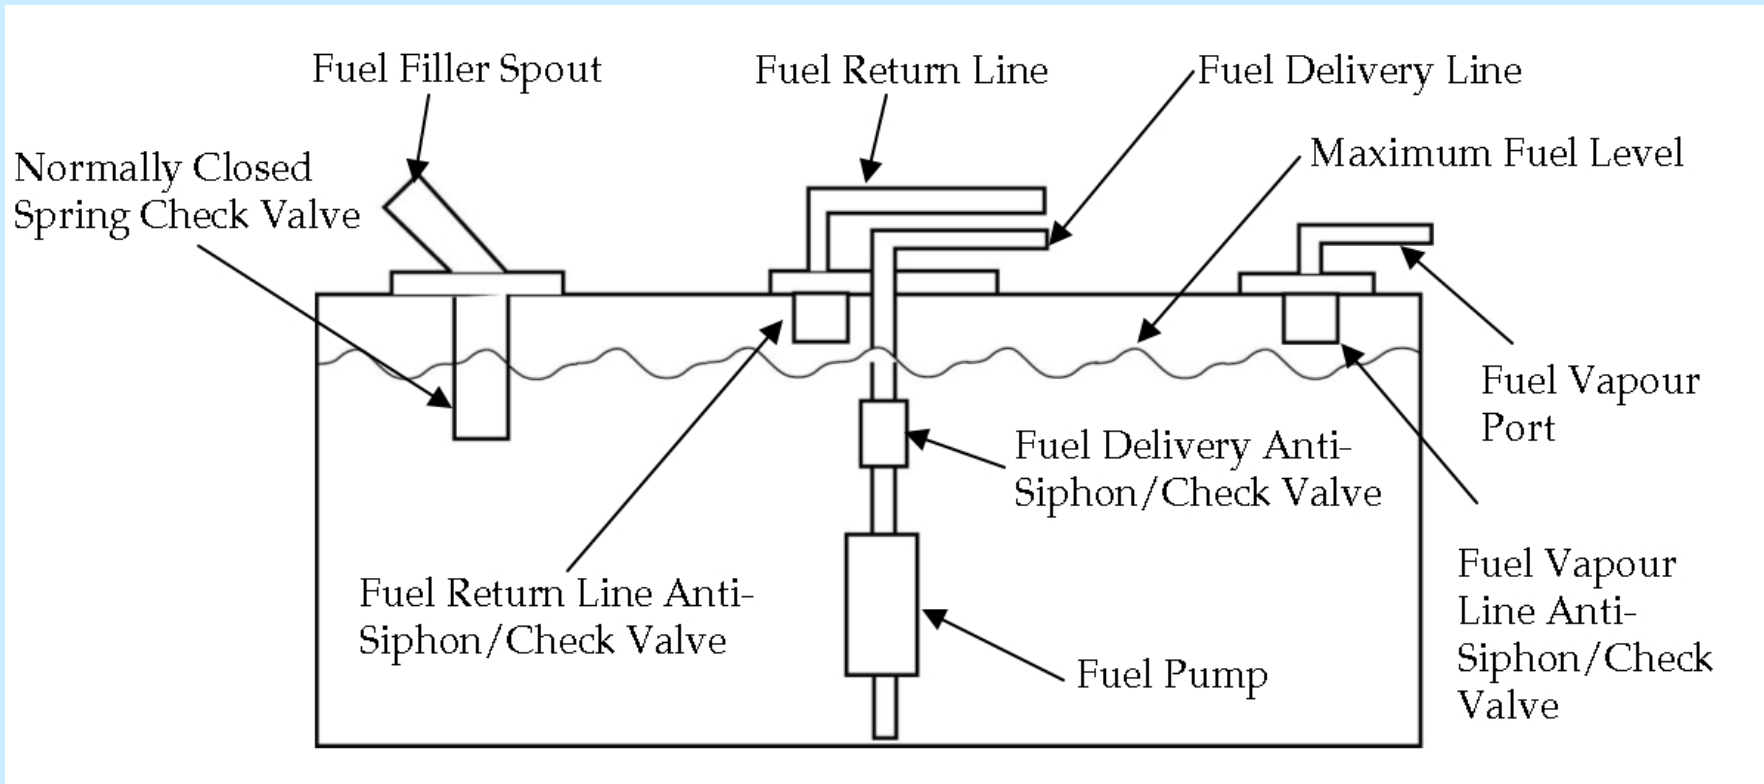 Fuel Filler Spout
Fuel Return Line
Fuel Delivery Line
Maximum Fuel Level
Normally Closed
Spring Check Valve
Fuel Vapour
Port
Fuel Delivery Anti-
Siphon/Check Valve
Fuel Return Line Anti-
Siphon/Check Valve
Fuel Vapour
Line Anti-
Siphon/Check
Valve
Fuel Pump